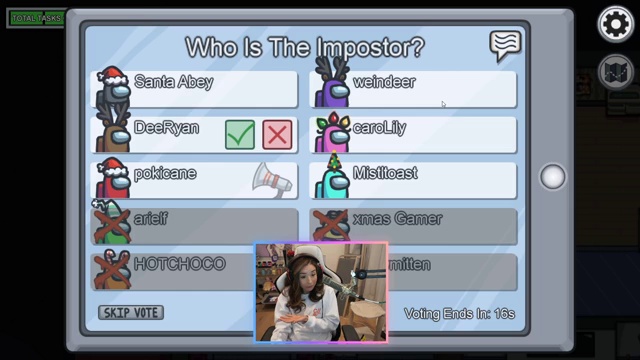 TOTAL TASKS
Who Is The Impostor?
Santa Abey
weindeer
DeeRyan
caroLily
pokicane
Mistitoast
arielf
xmas Gamer
HOTCHOCO
mitten
SKIP VOTE
Voting Ends In: 16s